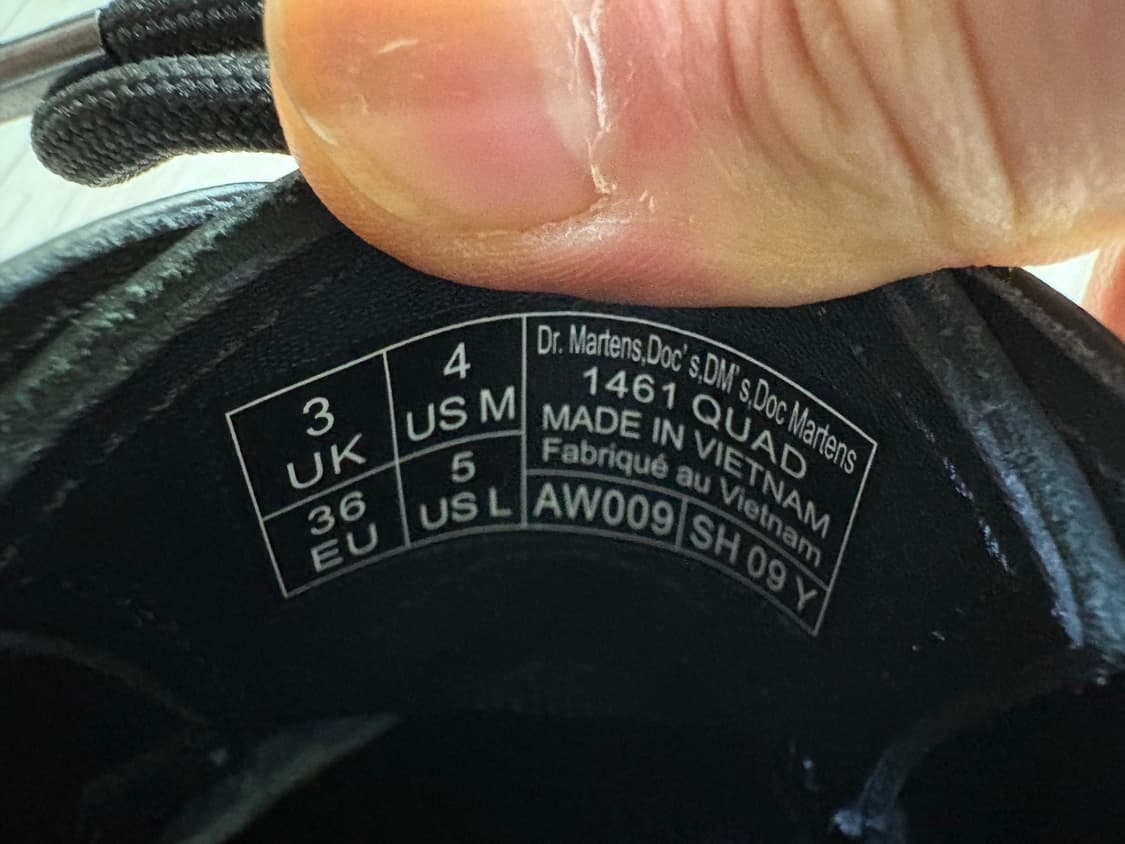 3
UK
4
US M
36
EU
5
US L
Dr. Martens,Doc's,DM's,Doc Martens
1461 QUAD
MADE IN VIETNAM
Fabriqué au Vietnam
AW009
SH 09 Y